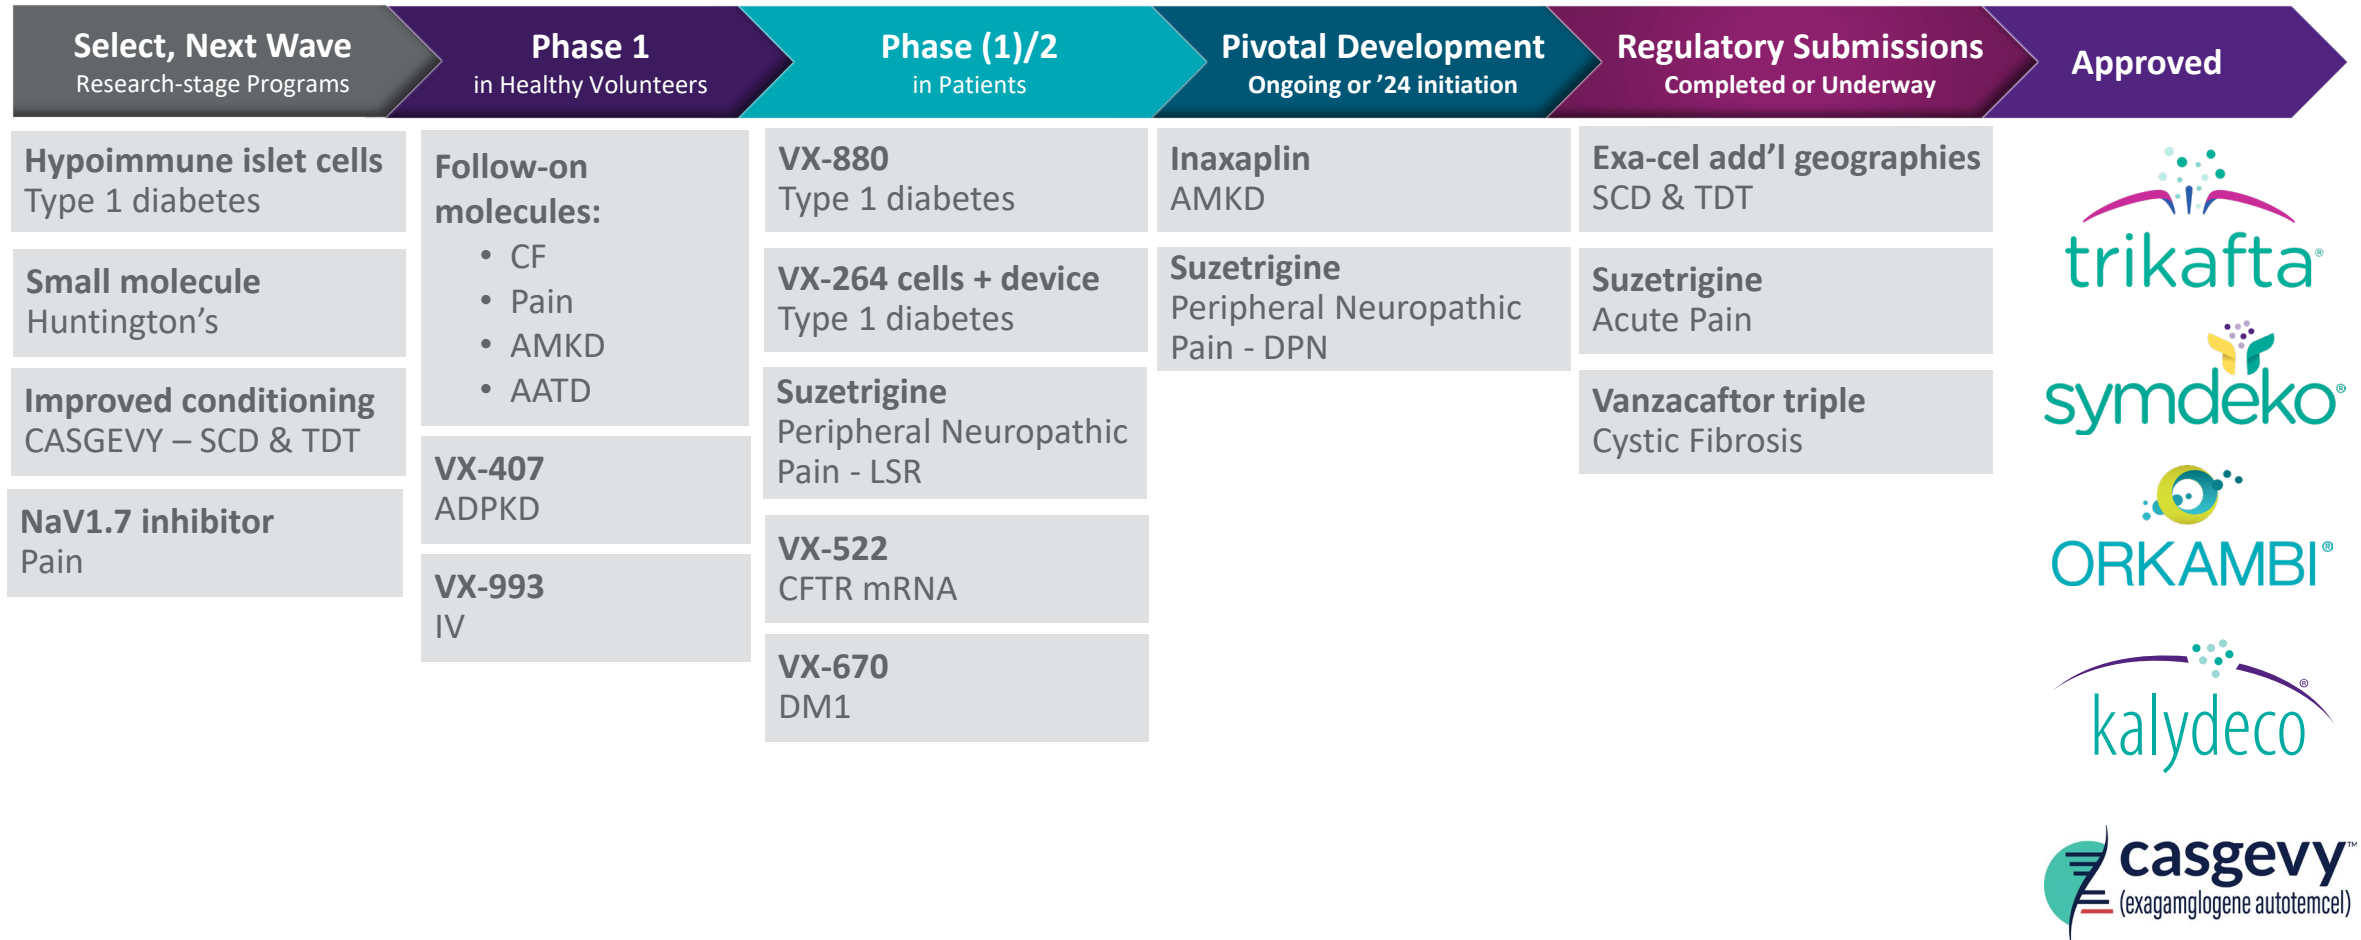 Select, Next Wave
Research-stage Programs
Phase 1
in Healthy Volunteers
Phase (1)/2
in Patients
Pivotal Development
Ongoing or ’24 initiation
Regulatory Submissions
Completed or Underway
Approved
Hypoimmune islet cells
Type 1 diabetes
Small molecule
Huntington’s
Improved conditioning
CASGEVY – SCD & TDT
NaV1.7 inhibitor
Pain
Follow-on
molecules:
• CF
• Pain
• AMKD
• AATD
VX-407
ADPKD
VX-993
IV
VX-880
Type 1 diabetes
VX-264 cells + device
Type 1 diabetes
Suzetrigine
Peripheral Neuropathic
Pain - LSR
VX-522
CFTR mRNA
VX-670
DM1
Inaxaplin
AMKD
Suzetrigine
Peripheral Neuropathic
Pain - DPN
Exa-cel add’l geographies
SCD & TDT
Suzetrigine
Acute Pain
Vanzacaftor triple
Cystic Fibrosis
trikafta®
symdeko®
ORKAMBI®
kalydeco®
casgevy™
(exagamglogene autotemcel)